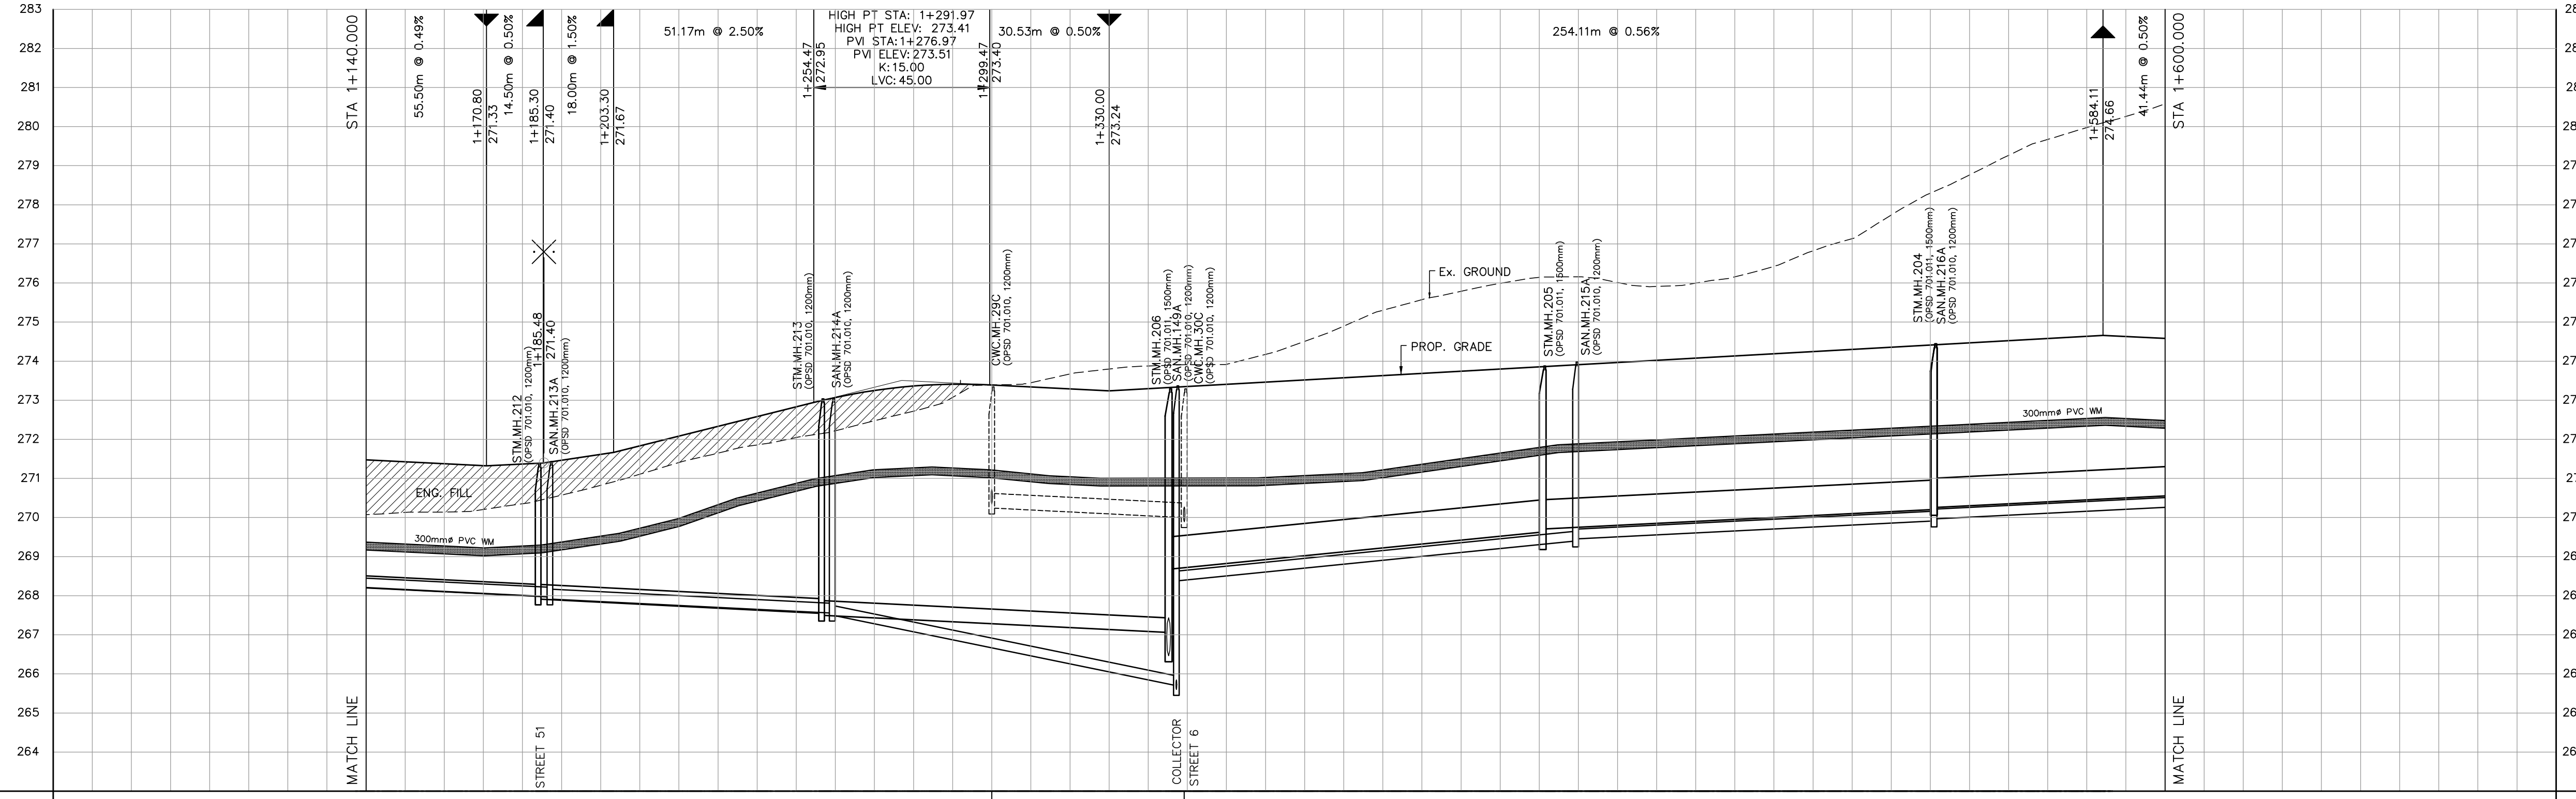 283
282
281
280
279
278
277
276
275
274
273
272
271
270
269
268
267
266
265
264
STA 1+140.000
MATCH LINE
55.50m @ 0.49%
1+170.80
271.33
14.50m @ 0.50%
1+185.30
271.40
18.00m @ 1.50%
1+203.30
271.67
51.17m @ 2.50%
1+254.47
272.95
HIGH PT STA: 1+291.97
HIGH PT ELEV: 273.41
PVI STA:1+276.97
PVI ELEV:273.51
K:15.00
LVC:45.00
1+299.47
273.40
30.53m @ 0.50%
1+330.00
273.24
254.11m @ 0.56%
1+584.11
274.66
41.44m @ 0.50%
STA 1+600.000
MATCH LINE
1+185.48
271.40
STM.MH.212
(OPSD 701.010, 1200mm)
SAN.MH.213A
(OPSD 701.010, 1200mm)
STM.MH.213
(OPSD 701.010, 1200mm)
SAN.MH.214A
(OPSD 701.010, 1200mm)
CWC.MH.29C
(OPSD 701.010, 1200mm)
STM.MH.206
(OPSD 701.011, 1500mm)
SAN.MH.149A
(OPSD 701.010, 1200mm)
CWC.MH.30C
(OPSD 701.010, 1200mm)
Ex. GROUND
PROP. GRADE
STM.MH.205
(OPSD 701.011, 1500mm)
SAN.MH.215A
(OPSD 701.010, 1200mm)
STM.MH.204
(OPSD 701.011, 1500mm)
SAN.MH.216A
(OPSD 701.010, 1200mm)
ENG. FILL
300mmø PVC WM
300mmø PVC WM
STREET 51
COLLECTOR
STREET 6